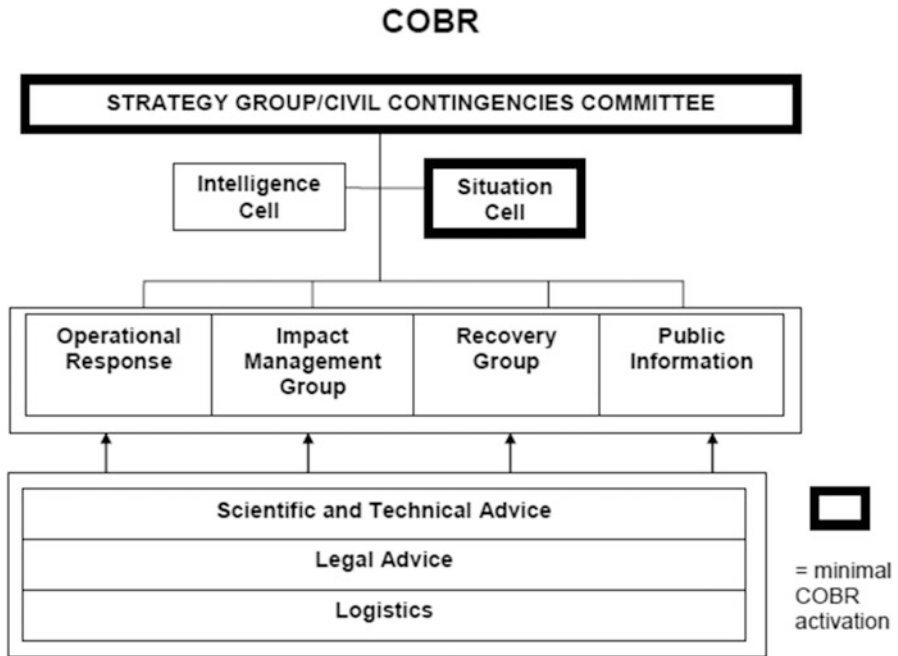 COBR
STRATEGY GROUP/CIVIL CONTINGENCIES COMMITTEE
Intelligence
Cell
Situation
Cell
Operational
Response
Impact
Management
Group
Recovery
Group
Public
Information
Scientific and Technical Advice
Legal Advice
Logistics
= minimal
COBR
activation